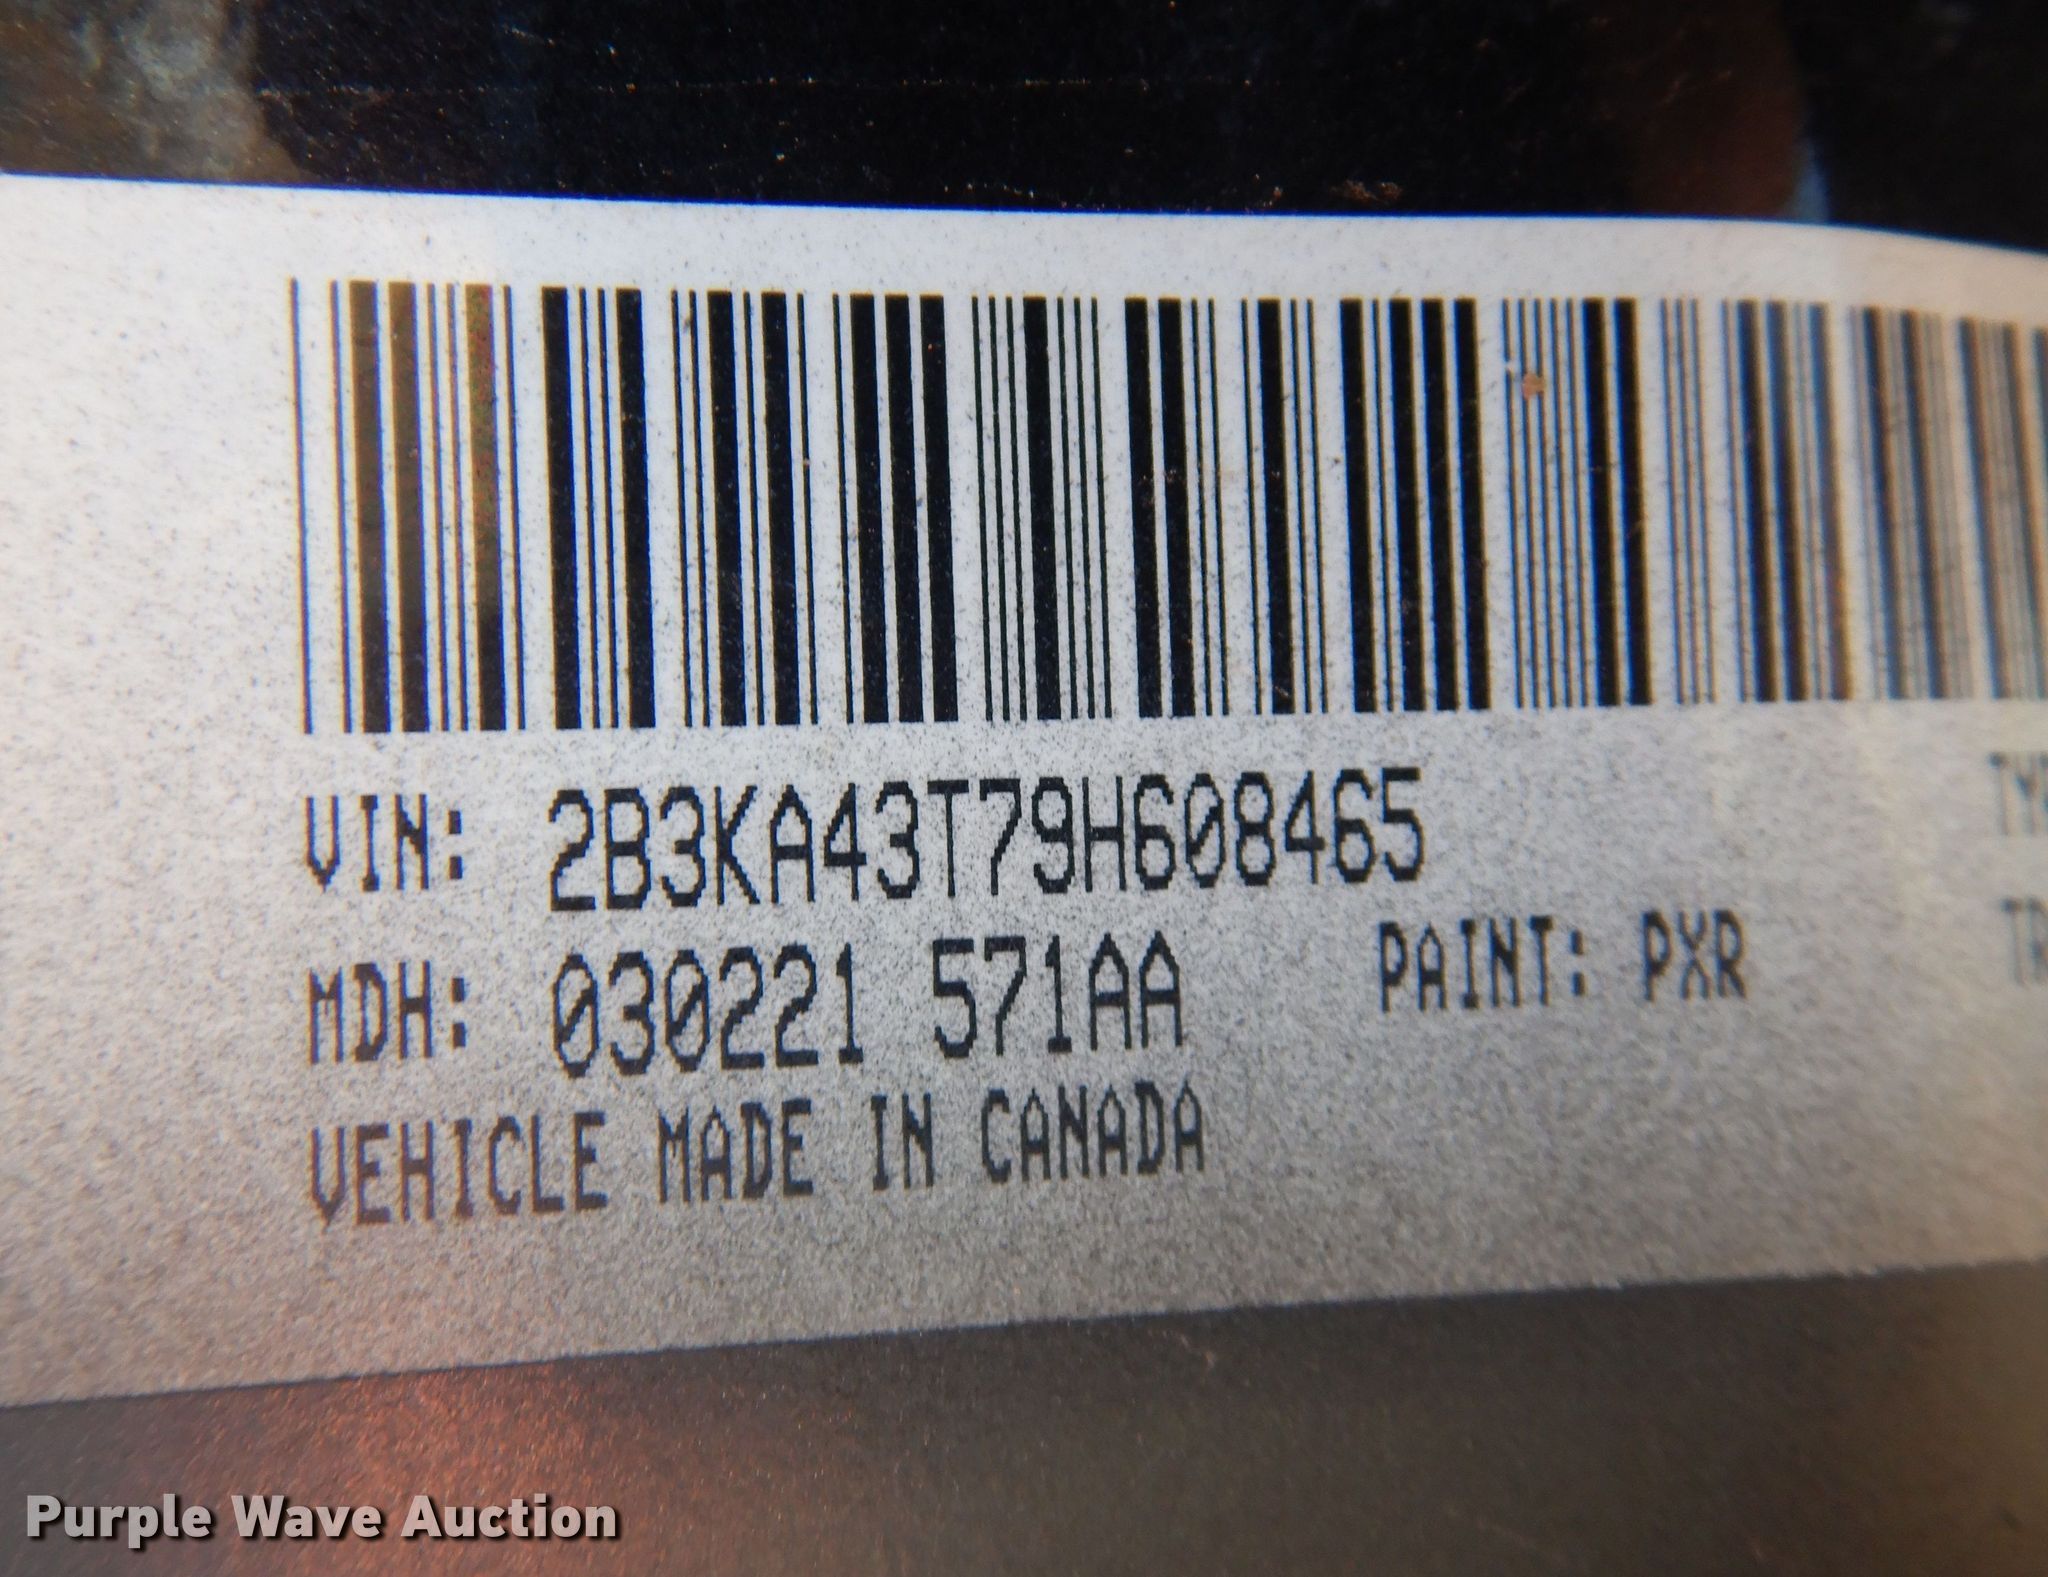 VIN: 2B3KA43T79H608465
MDH: 030221 571AA PAINT: PXR
VEHICLE MADE IN CANADA
Purple Wave Auction